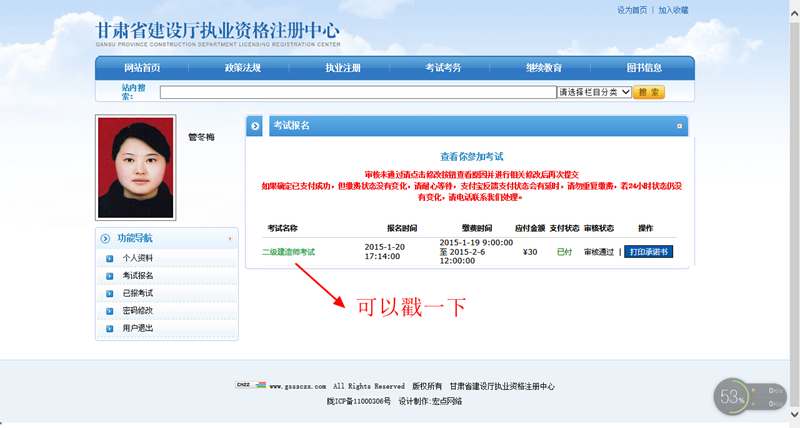 设为首页 | 加入收藏
甘肃省建设厅执业资格注册中心
GANSU PROVINCE CONSTRUCTION DEPARTMENT LICENSING REGISTRATION CENTER
网站首页 政策法规 执业注册 考试考务 继续教育 图书信息
站内搜索: 请选择栏目分类 搜 索
管冬梅
考试报名
查看你参加考试
审核未通过请点击修改按钮查看原因并进行相关修改后再次提交
如果确定已支付成功，但缴费状态没有变化，请耐心等待，支付宝反馈支付状态会有延时，请勿重复缴费，若24小时状态仍没
有变化，请电话联系我们处理。
考试名称 报名时间 缴费时间 应付金额 支付状态 审核状态 操作
二级建造师考试 2015-1-20 17:14:00 2015-1-19 9:00:00 至 2015-2-6 12:00:00 ¥30 已付 审核通过 | 打印承诺书
功能导航
个人资料
考试报名
已报考试
密码修改
用户退出
可以戳一下
CNZZ www.gsszczx.com All Rights Reserved 版权所有 甘肃省建设厅执业资格注册中心
陇ICP备11000306号 设计制作:宏点网络
53%
0K/s
0K/s